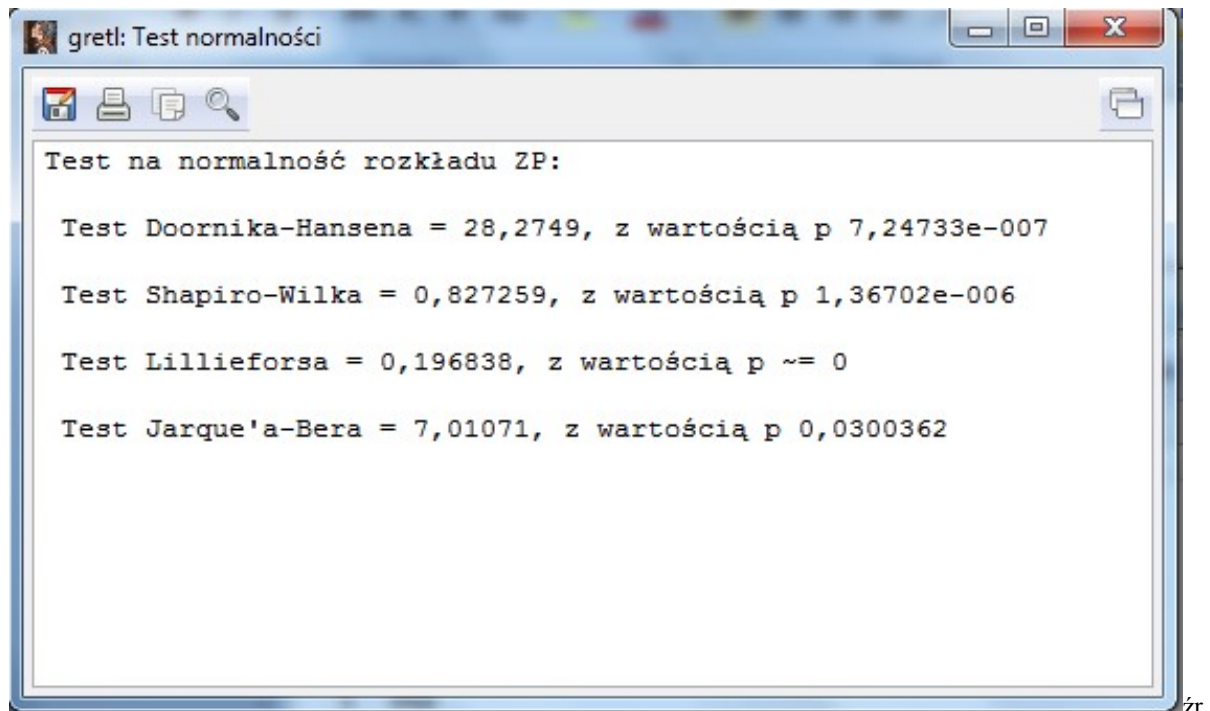 gretl: Test normalności
Test na normalność rozkładu ZP:
Test Doornika-Hansena = 28,2749, z wartością p 7,24733e-007
Test Shapiro-Wilka = 0,827259, z wartością p 1,36702e-006
Test Lillieforsa = 0,196838, z wartością p ~= 0
Test Jarque'a-Bera = 7,01071, z wartością p 0,0300362
źr